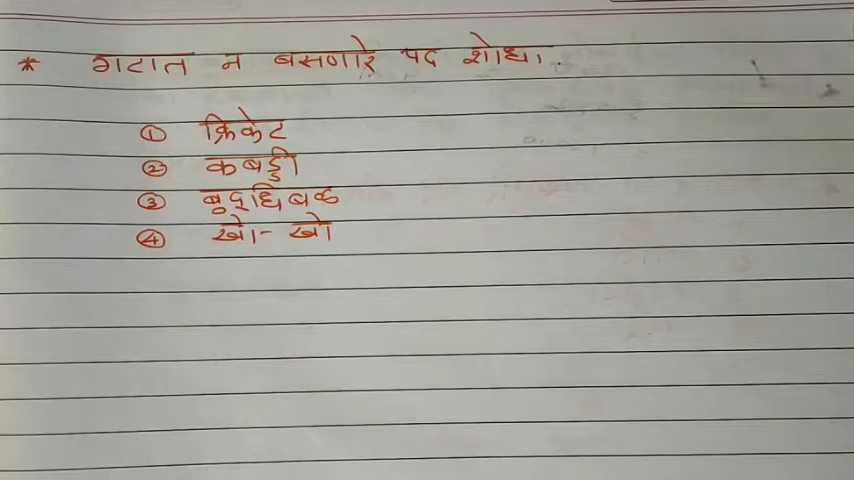 * गटात न बसणारे पद शोधा.
① क्रिकेट
② कबड्डी
③ बुद्धिबळ
④ खो-खो